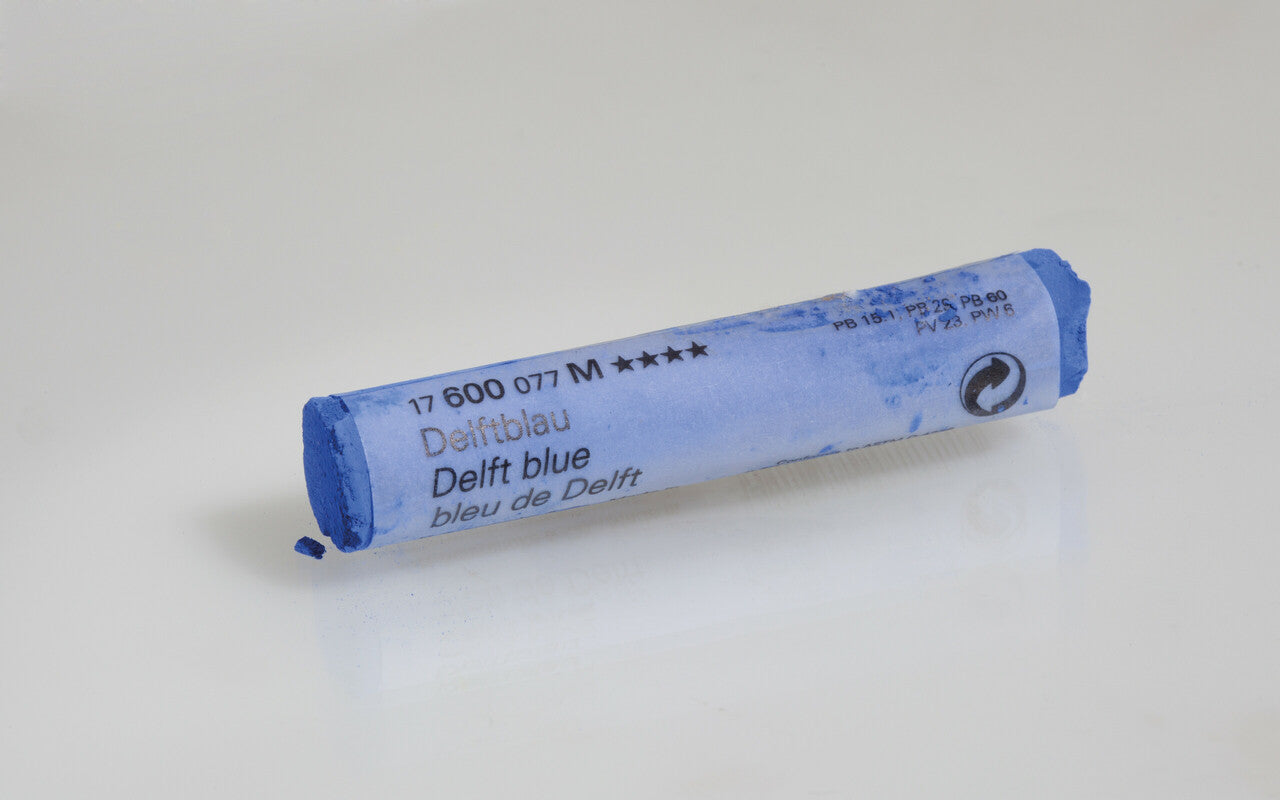 17 600 077 M ★★★★
Delftblau
Delft blue
bleu de Delft
PB 15:1, PB 29, PB 60
PV 23, PW 6